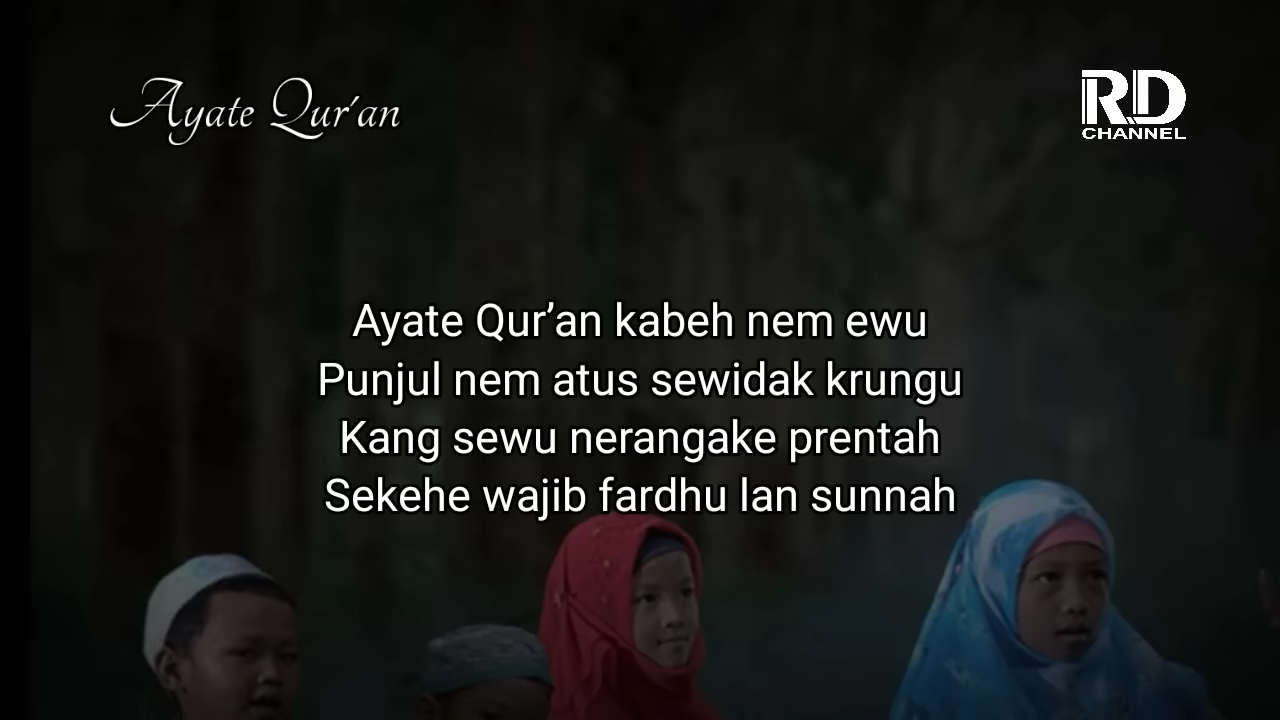 Ayate Qur'an
RD
CHANNEL
Ayate Qur’an kabeh nem ewu
Punjul nem atus sewidak krungu
Kang sewu nerangake prentah
Sekehe wajib fardhu lan sunnah